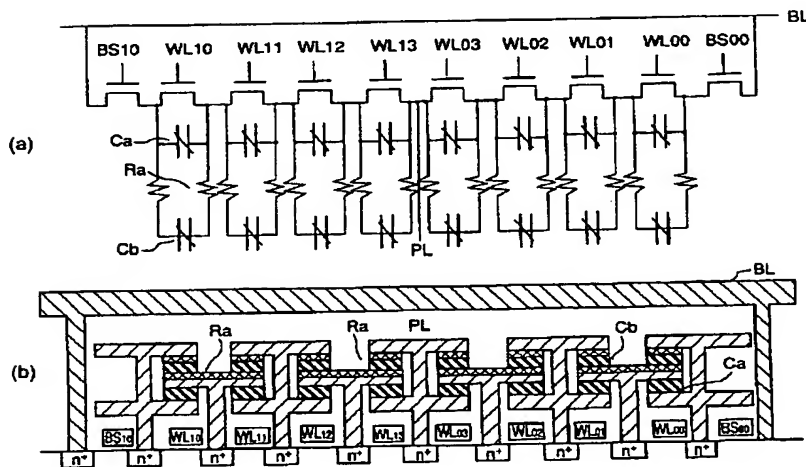 BL
BS10 WL10 WL11 WL12 WL13 WL03 WL02 WL01 WL00 BS00
(a)
Ca
Ra
Cb
PL
BL
Ra Ra PL Cb
(b)
Ca
BS10 WL10 WL11 WL12 WL13 WL03 WL02 WL01 WL00 BS00
n+ n+ n+ n+ n+ n+ n+ n+ n+ n+ n+